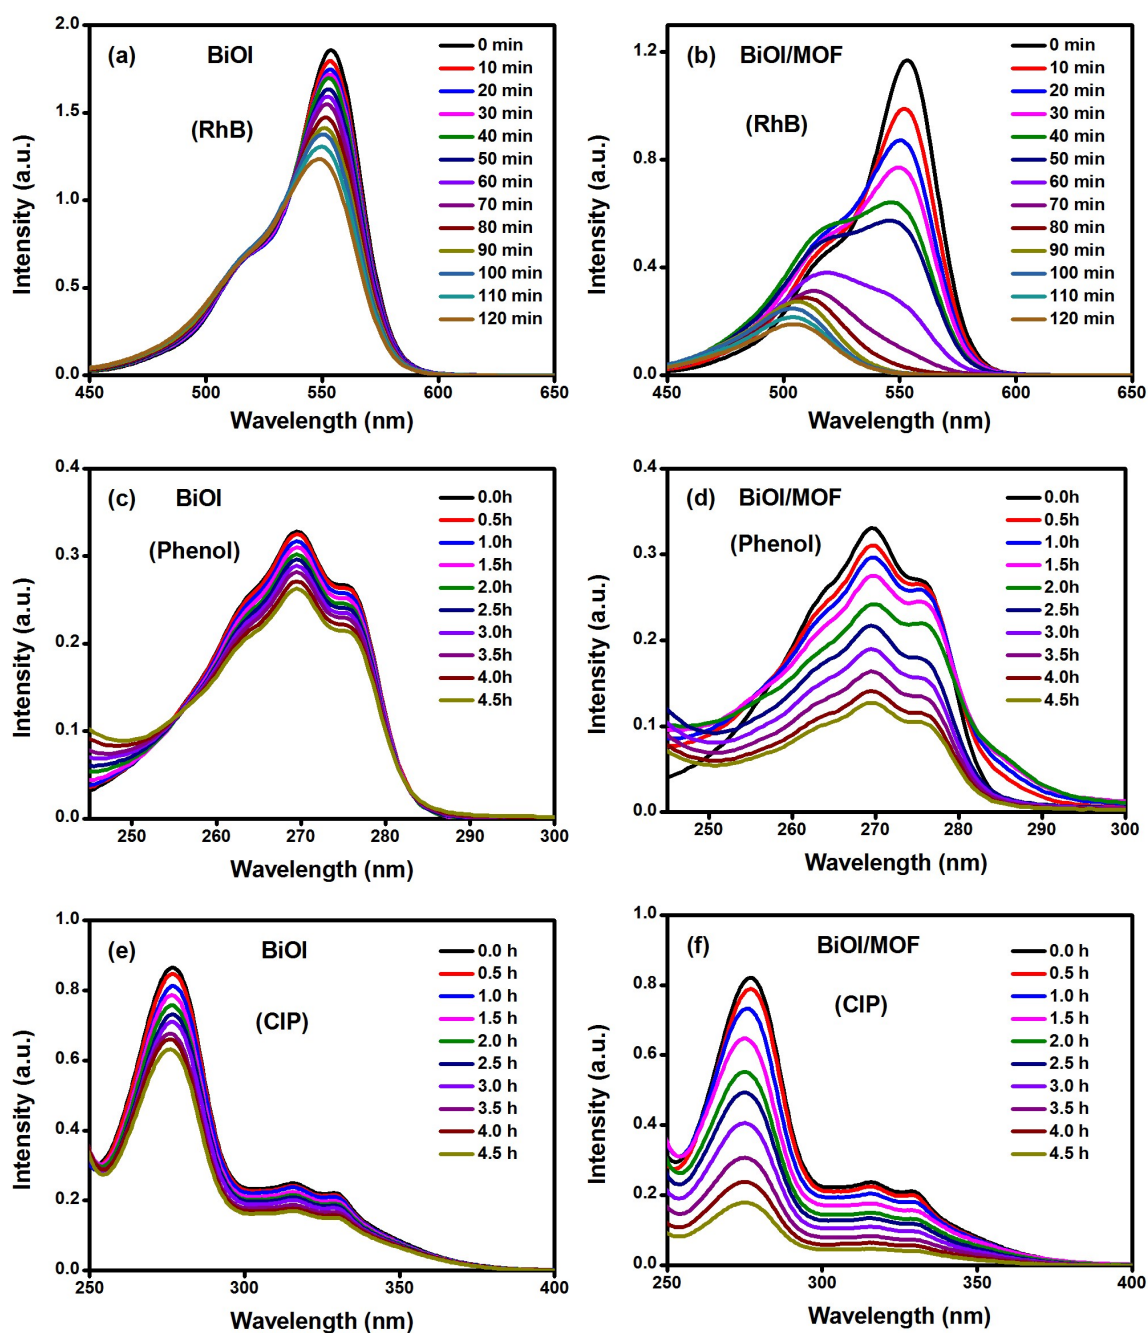 (a) BiOI
(RhB)
0 min
10 min
20 min
30 min
40 min
50 min
60 min
70 min
80 min
90 min
100 min
110 min
120 min
2.0
1.5
1.0
0.5
0.0
450 500 550 600 650
Wavelength (nm)
Intensity (a.u.)
(b) BiOI/MOF
(RhB)
0 min
10 min
20 min
30 min
40 min
50 min
60 min
70 min
80 min
90 min
100 min
110 min
120 min
1.2
0.8
0.4
0.0
450 500 550 600 650
Wavelength (nm)
Intensity (a.u.)
(c) BiOI
(Phenol)
0.0h
0.5h
1.0h
1.5h
2.0h
2.5h
3.0h
3.5h
4.0h
4.5h
0.4
0.3
0.2
0.1
0.0
250 260 270 280 290 300
Wavelength (nm)
Intensity (a.u.)
(d) BiOI/MOF
(Phenol)
0.0h
0.5h
1.0h
1.5h
2.0h
2.5h
3.0h
3.5h
4.0h
4.5h
0.4
0.3
0.2
0.1
0.0
250 260 270 280 290 300
Wavelength (nm)
Intensity (a.u.)
(e) BiOI
(CIP)
0.0 h
0.5 h
1.0 h
1.5 h
2.0 h
2.5 h
3.0 h
3.5 h
4.0 h
4.5 h
1.0
0.8
0.6
0.4
0.2
0.0
250 300 350 400
Wavelength (nm)
Intensity (a.u.)
(f) BiOI/MOF
(CIP)
0.0 h
0.5 h
1.0 h
1.5 h
2.0 h
2.5 h
3.0 h
3.5 h
4.0 h
4.5 h
1.0
0.8
0.6
0.4
0.2
0.0
250 300 350 400
Wavelength (nm)
Intensity (a.u.)